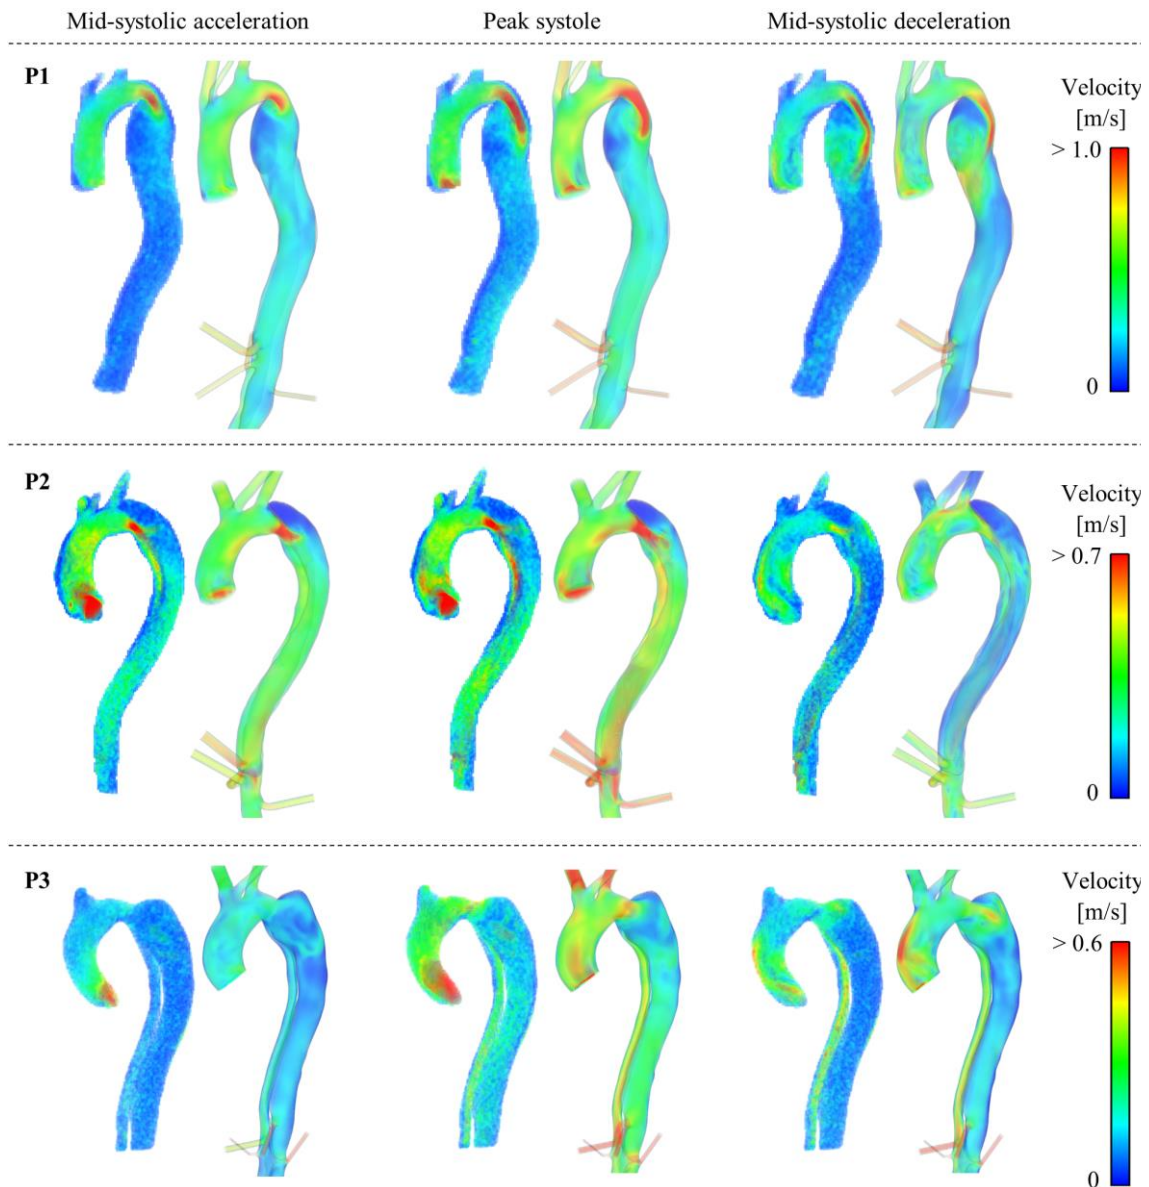 Mid-systolic acceleration Peak systole Mid-systolic deceleration
P1
Velocity
[m/s]
> 1.0
0
P2
Velocity
[m/s]
> 0.7
0
P3
Velocity
[m/s]
> 0.6
0